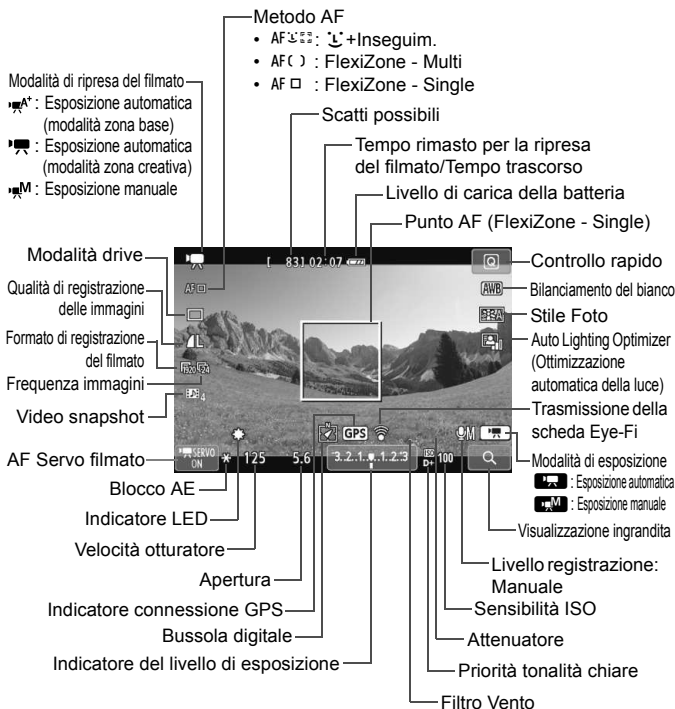 Metodo AF
• AF : +Inseguim.
• AF( ) : FlexiZone - Multi
• AF□ : FlexiZone - Single
Scatti possibili
Tempo rimasto per la ripresa
del filmato/Tempo trascorso
Livello di carica della batteria
Punto AF (FlexiZone - Single)
Modalità di ripresa del filmato
A+ : Esposizione automatica
(modalità zona base)
: Esposizione automatica
(modalità zona creativa)
M : Esposizione manuale
Modalità drive
Qualità di registrazione
delle immagini
Formato di registrazione
del filmato
Frequenza immagini
Video snapshot
AF Servo filmato
[ 83] 02:07
Q
AF□
AWB
L
1920 24
4
GPS
M
SERVO
ON
* 125 5.6 -3..2..1..0..1..2..:3 ISO D+ 100
Controllo rapido
Bilanciamento del bianco
Stile Foto
Auto Lighting Optimizer
(Ottimizzazione
automatica della luce)
Trasmissione della
scheda Eye-Fi
Modalità di esposizione
: Esposizione automatica
M : Esposizione manuale
Visualizzazione ingrandita
Blocco AE
Indicatore LED
Velocità otturatore
Apertura
Indicatore connessione GPS
Bussola digitale
Indicatore del livello di esposizione
Livello registrazione:
Manuale
Sensibilità ISO
Attenuatore
Priorità tonalità chiare
Filtro Vento